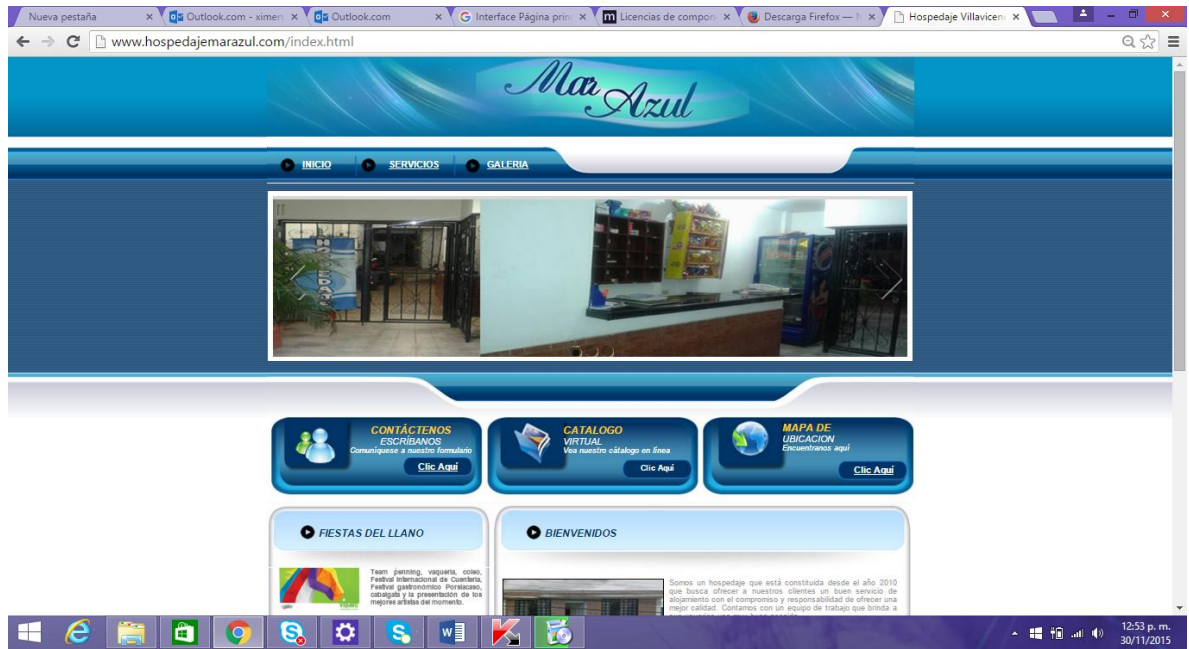 Nueva pestaña
Outlook.com - ximen
Outlook.com
Interface Página prin
Licencias de compon
Descarga Firefox —
Hospedaje Villavicen
www.hospedajemarazul.com/index.html
Mar Azul
INICIO
SERVICIOS
GALERIA
HOSPEDAJE
CONTÁCTENOS
ESCRÍBANOS
Comuniquese a nuestro formulario
Clic Aquí
CATALOGO
VIRTUAL
Vea nuestro cátalogo en línea
Clic Aquí
MAPA DE
UBICACION
Encuentranos aquí
Clic Aquí
FIESTAS DEL LLANO
Team penning, vaquería, coleo,
Festival Internacional de Cuentería,
Festival gastronómico
cabalgata y la presentación de los
mejores artistas del momento.
BIENVENIDOS
Somos un hospedaje que está constituida desde el año 2010
que busca ofrecer a nuestros clientes un buen servicio de
alojamiento con el compromiso y responsabilidad de ofrecer una
mejor calidad. Contamos con un equipo de trabajo que brinda a
12:53 p. m.
30/11/2015